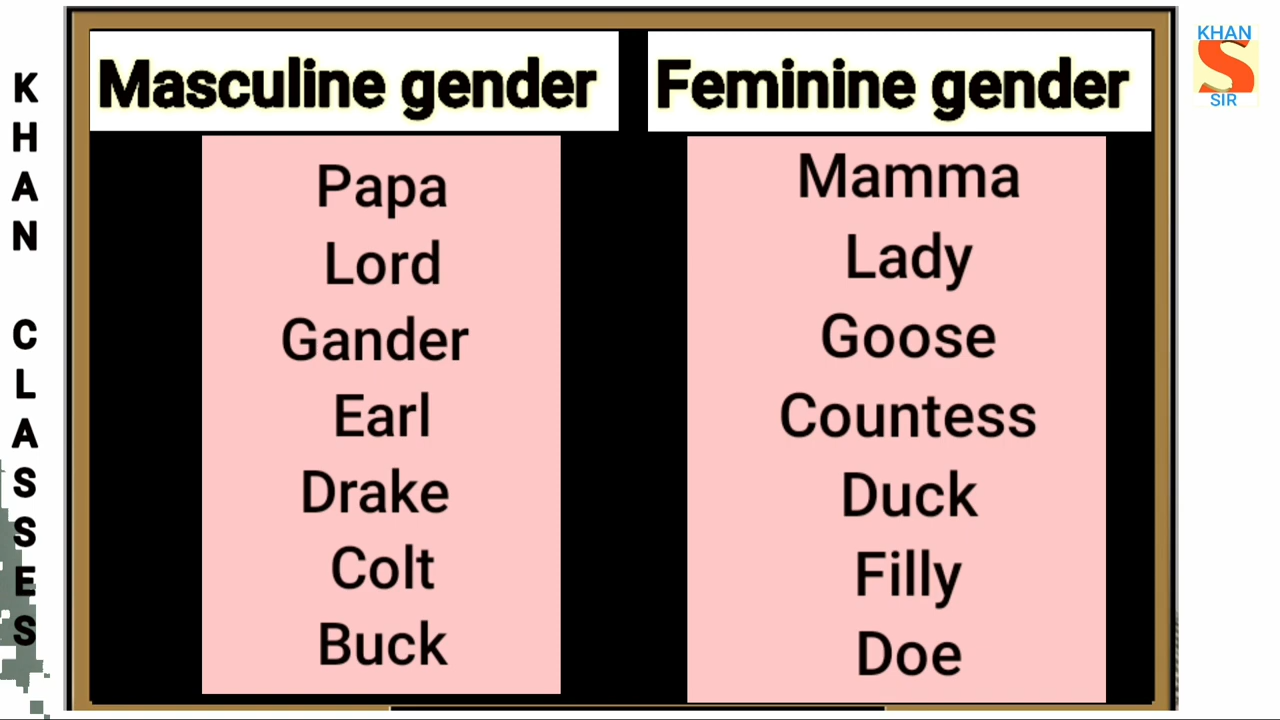 KHAN CLASSES
Masculine gender Feminine gender
Papa Mamma
Lord Lady
Gander Goose
Earl Countess
Drake Duck
Colt Filly
Buck Doe
KHAN
S
SIR